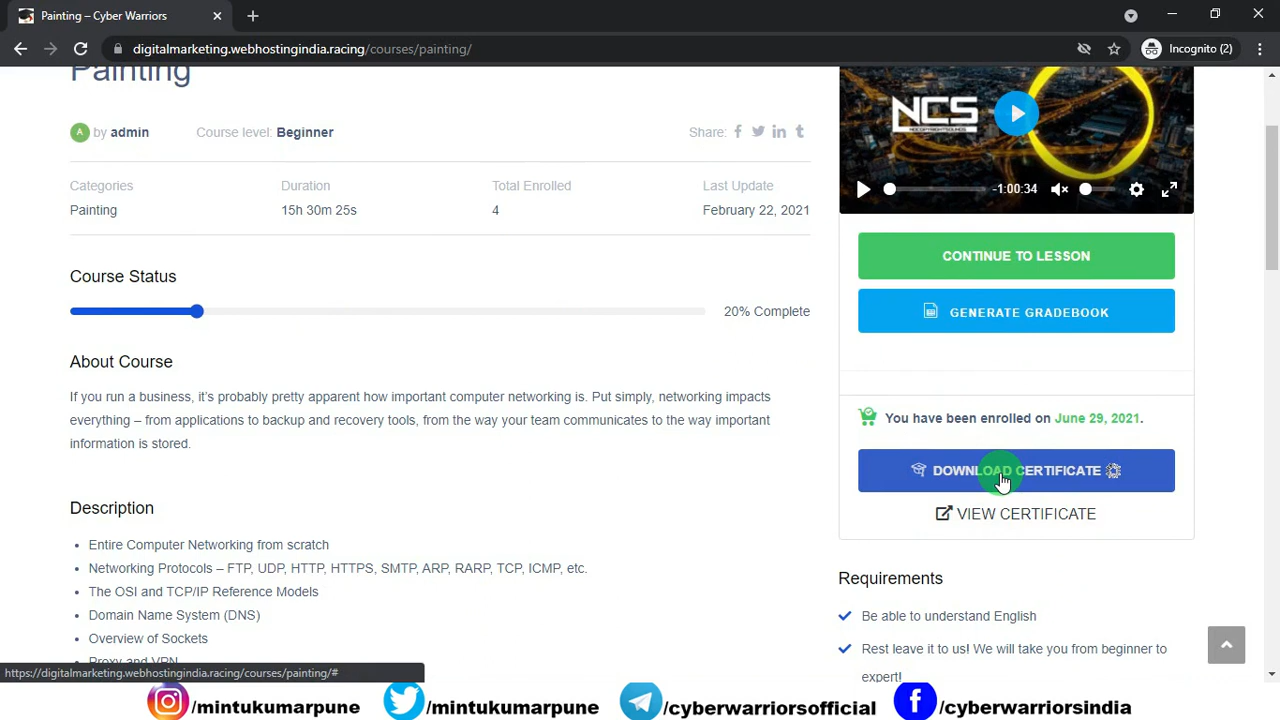 Painting – Cyber Warriors
Incognito (2)
digitalmarketing.webhostingindia.racing/courses/painting/
Painting
A by admin
Course level: Beginner
Share:
Categories
Duration
Total Enrolled
Last Update
Painting
15h 30m 25s
4
February 22, 2021
Course Status
20% Complete
About Course
If you run a business, it's probably pretty apparent how important computer networking is. Put simply, networking impacts
everything – from applications to backup and recovery tools, from the way your team communicates to the way important
information is stored.
Description
• Entire Computer Networking from scratch
• Networking Protocols – FTP, UDP, HTTP, HTTPS, SMTP, ARP, RARP, TCP, ICMP, etc.
• The OSI and TCP/IP Reference Models
• Domain Name System (DNS)
• Overview of Sockets
• Proxy and VPN
https://digitalmarketing.webhostingindia.racing/courses/painting/#
NCS
-1:00:34
CONTINUE TO LESSON
GENERATE GRADEBOOK
You have been enrolled on June 29, 2021.
DOWNLOAD CERTIFICATE
VIEW CERTIFICATE
Requirements
Be able to understand English
Rest leave it to us! We will take you from beginner to
expert!
/mintukumarpune
/mintukumarpune
/cyberwarriorsofficial
/cyberwarriorsindia